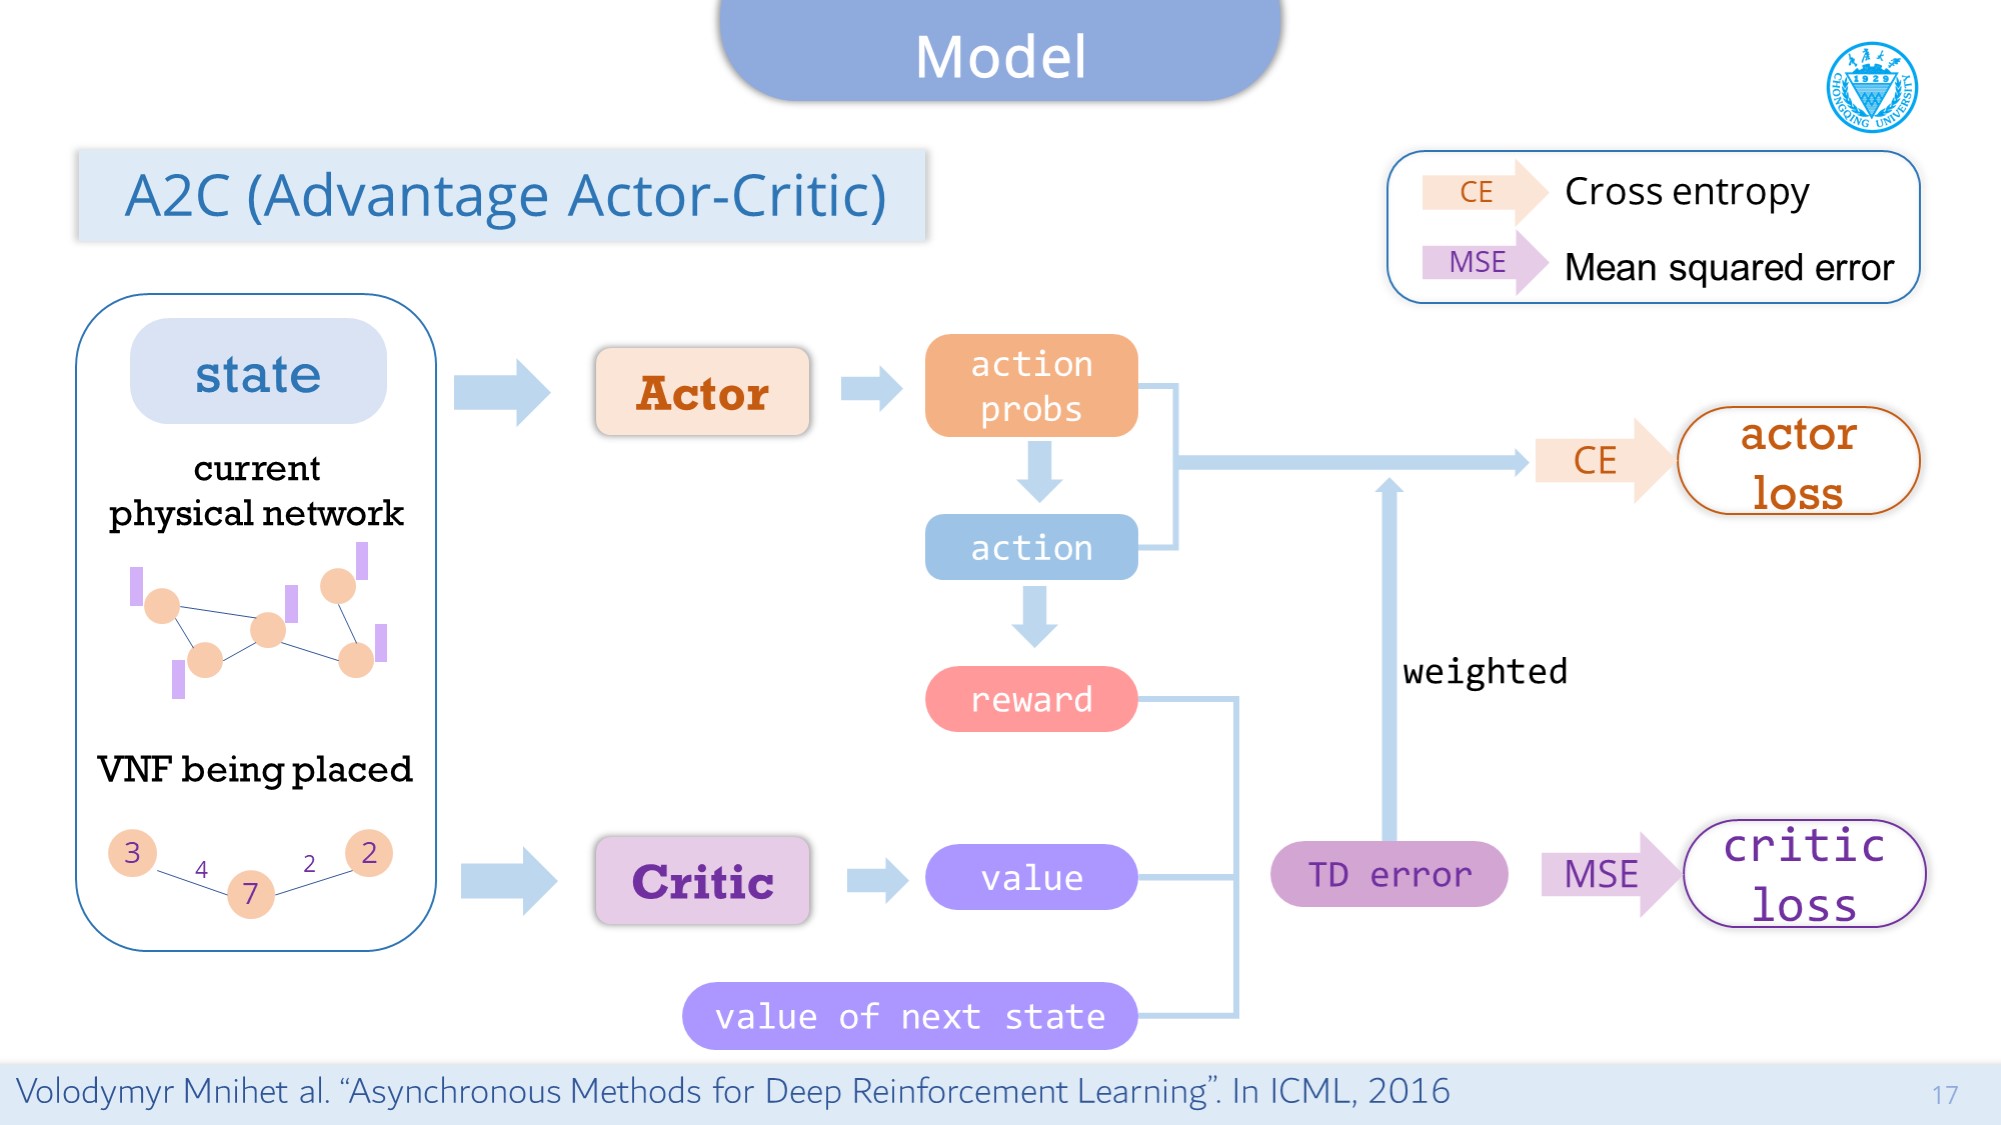 Model
CHONGQING UNIVERSITY
1929
A2C (Advantage Actor-Critic)
CE Cross entropy
MSE Mean squared error
state
current
physical network
VNF being placed
3
4
7
2
2
Actor
action
probs
action
reward
CE
actor
loss
weighted
Critic
value
value of next state
TD error
MSE
critic
loss
Volodymyr Mnihet al. “Asynchronous Methods for Deep Reinforcement Learning”. In ICML, 2016
17